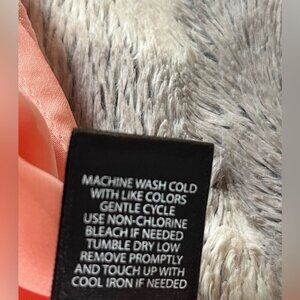 MACHINE WASH COLD
WITH LIKE COLORS
GENTLE CYCLE
USE NON-CHLORINE
BLEACH IF NEEDED
TUMBLE DRY LOW
REMOVE PROMPTLY
AND TOUCH UP WITH
COOL IRON IF NEEDED